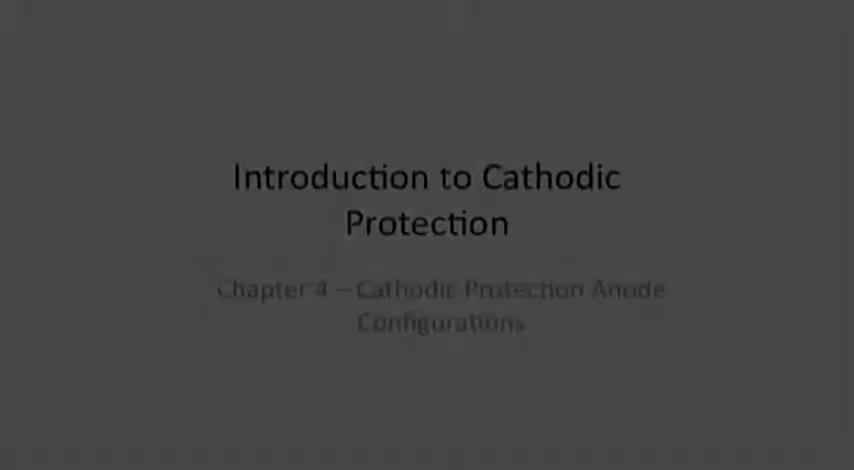 Introduction to Cathodic
Protection
Chapter 4 – Cathodic Protection Anode
Configurations